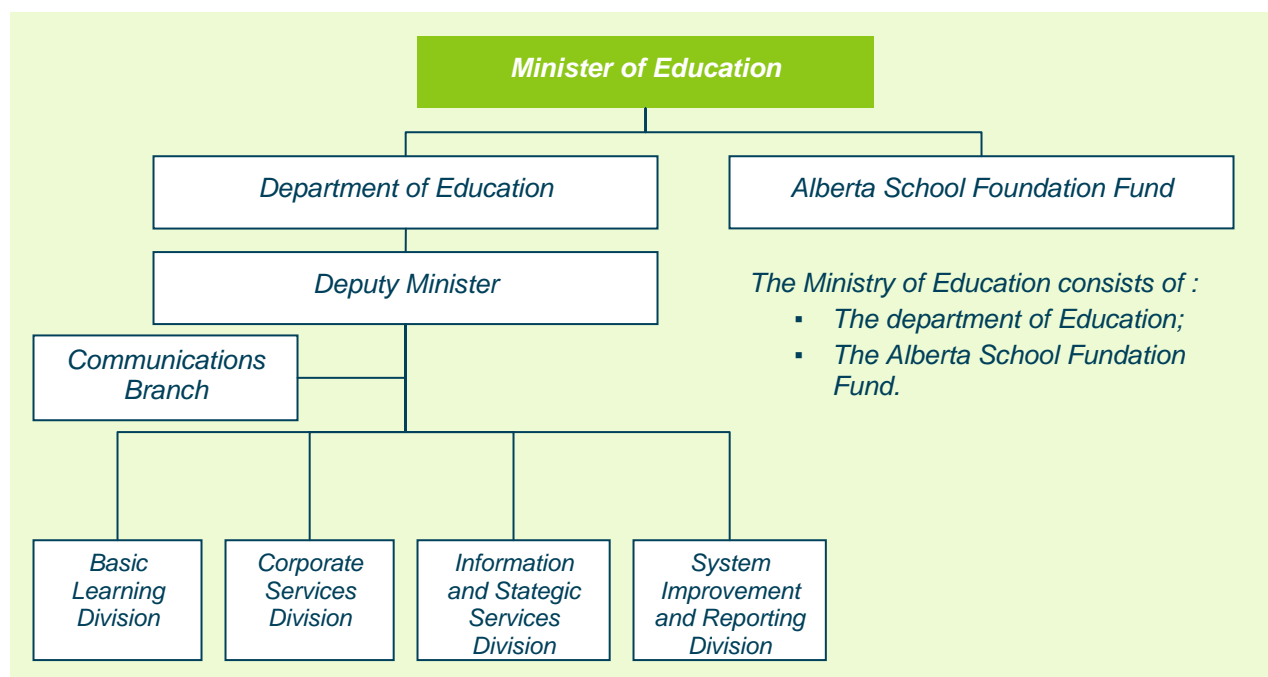 Minister of Education
Department of Education
Alberta School Foundation Fund
Deputy Minister
The Ministry of Education consists of :
▪ The department of Education;
▪ The Alberta School Fundation
Fund.
Communications
Branch
Basic
Learning
Division
Corporate
Services
Division
Information
and Stategic
Services
Division
System
Improvement
and Reporting
Division